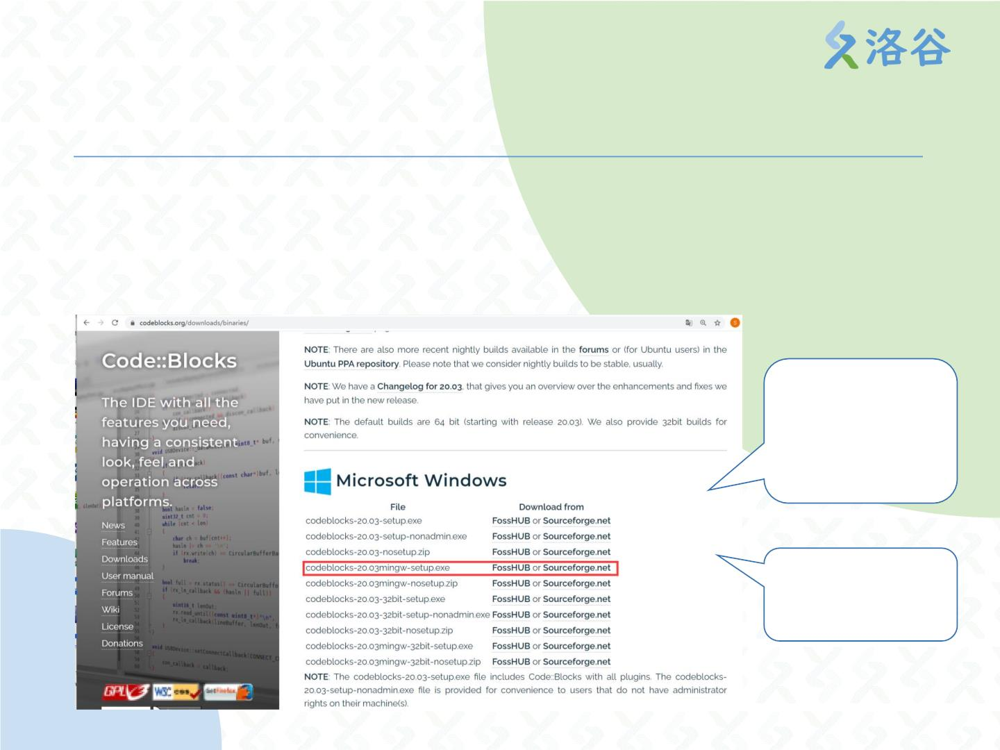 洛谷
codeblocks.org/downloads/binaries/
Code::Blocks
The IDE with all the
features you need,
having a consistent
look, feel and
operation across
platforms.
News
Features
Downloads
User manual
Forums
Wiki
License
Donations
NOTE: There are also more recent nightly builds available in the forums or (for Ubuntu users) in the
Ubuntu PPA repository. Please note that we consider nightly builds to be stable, usually.
NOTE: We have a Changelog for 20.03, that gives you an overview over the enhancements and fixes we
have put in the new release.
NOTE: The default builds are 64 bit (starting with release 20.03). We also provide 32bit builds for
convenience.
Microsoft Windows
File Download from
codeblocks-20.03-setup.exe FossHUB or Sourceforge.net
codeblocks-20.03-setup-nonadmin.exe FossHUB or Sourceforge.net
codeblocks-20.03-nosetup.zip FossHUB or Sourceforge.net
codeblocks-20.03mingw-setup.exe FossHUB or Sourceforge.net
codeblocks-20.03mingw-nosetup.zip FossHUB or Sourceforge.net
codeblocks-20.03-32bit-setup.exe FossHUB or Sourceforge.net
codeblocks-20.03-32bit-setup-nonadmin.exe FossHUB or Sourceforge.net
codeblocks-20.03-32bit-nosetup.zip FossHUB or Sourceforge.net
codeblocks-20.03mingw-32bit-setup.exe FossHUB or Sourceforge.net
codeblocks-20.03mingw-32bit-nosetup.zip FossHUB or Sourceforge.net
NOTE: The codeblocks-20.03-setup.exe file includes Code::Blocks with all plugins. The codeblocks-
20.03-setup-nonadmin.exe file is provided for convenience to users that do not have administrator
rights on their machine(s).